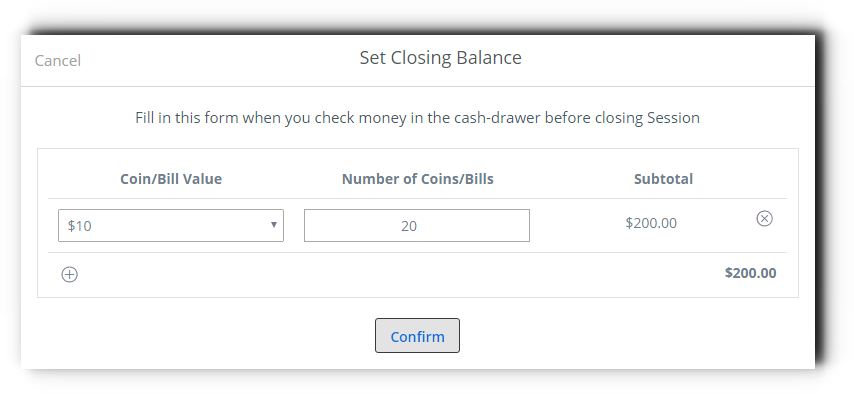 Cancel
Set Closing Balance
Fill in this form when you check money in the cash-drawer before closing Session
Coin/Bill Value Number of Coins/Bills Subtotal
$10 20 $200.00
$200.00
Confirm